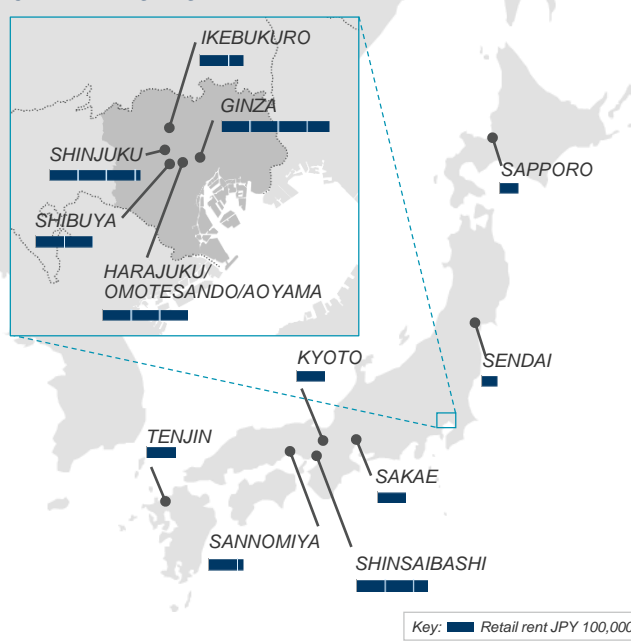 IKEBUKURO
GINZA
SHINJUKU
SHIBUYA
HARAJUKU/
OMOTESANDO/AOYAMA
SAPPORO
SENDAI
KYOTO
TENJIN
SAKAE
SANNOMIYA
SHINSAIBASHI
Key: Retail rent JPY 100,000